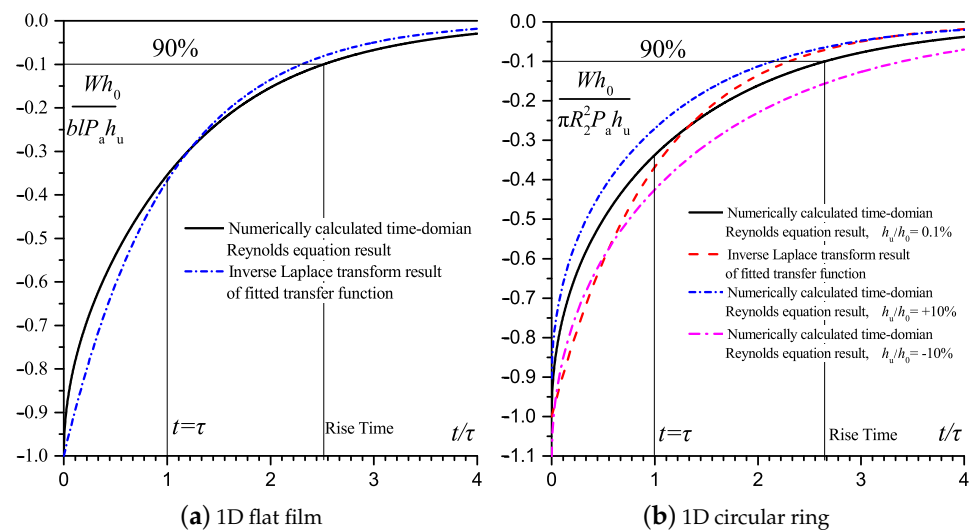 0.0
-0.1
-0.2
-0.3
-0.4
-0.5
-0.6
-0.7
-0.8
-0.9
-1.0
90%
Wh₀
blPₐhᵤ
Numerically calculated time-domian
Reynolds equation result
Inverse Laplace transform result
of fitted transfer function
t=τ
Rise Time
t/τ
0 1 2 3 4
(a) 1D flat film
0.0
-0.1
-0.2
-0.3
-0.4
-0.5
-0.6
-0.7
-0.8
-0.9
-1.0
-1.1
90%
Wh₀
πR₂²Pₐhᵤ
Numerically calculated time-domian
Reynolds equation result, hᵤ/h₀= 0.1%
Inverse Laplace transform result
of fitted transfer function
Numerically calculated time-domian
Reynolds equation result, hᵤ/h₀= +10%
Numerically calculated time-domian
Reynolds equation result, hᵤ/h₀= -10%
t=τ
Rise Time
t/τ
0 1 2 3 4
(b) 1D circular ring